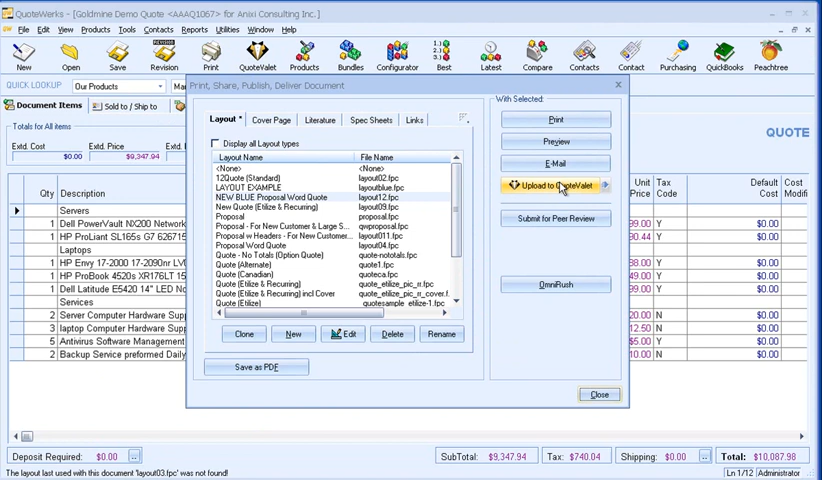 QuoteWerks - [Goldmine Demo Quote <AAAQ1067> for Anixi Consulting Inc.]
File Edit View Products Tools Contacts Reports Utilities Window Help
New Open Save Revision Print QuoteValet Products Bundles Configurator Best Latest Compare Contacts Contact Purchasing QuickBooks Peachtree
QUICK LOOKUP Our Products
Document Items Sold to / Ship to
Totals for All items
Extd. Cost Extd. Price
$0.00 $9,347.94
QUOTE
Qty Description Unit Price Tax Code Default Cost Cost
Servers
1 Dell PowerVault NX200 Network $0.00
1 HP ProLiant SL165s G7 626715 $0.00
Laptops
1 HP Envy 17-2000 17-2090nr LV $0.00
1 HP ProBook 4520s XR176LT 15 $0.00
1 Dell Latitude E5420 14" LED No $0.00
Services
2 Server Computer Hardware Supp N $0.00
3 laptop Computer Hardware Supp N $0.00
5 Antivirus Software Management N $0.00
2 Backup Service preformed Daily N $0.00
Print, Share, Publish, Deliver Document
Layout * Cover Page Literature Spec Sheets Links
Display all Layout types
Layout Name File Name
<None> <None>
12Quote (Standard) layout02.fpc
LAYOUT EXAMPLE layoutblue.fpc
NEW BLUE Proposal Word Quote layout12.fpc
New Quote (Etilize & Recurring) layout09.fpc
Proposal proposal.fpc
Proposal - For New Customer & Large S... qwproposal.fpc
Proposal w Headers - For New Customer... layout011.fpc
Proposal Word Quote layout04.fpc
Quote - No Totals (Option Quote) quote-nototals.fpc
Quote (Alternate) quote1.fpc
Quote (Canadian) quoteca.fpc
Quote (Etilize & Recurring) quote_etilize_pic_rr.f...
Quote (Etilize & Recurring) incl Cover quote_etilize_pic_rr_cover.f...
Quote (Etilize) quotesample_etilize-1.fpc
Clone New Edit Delete Rename
Save as PDF
With Selected:
Print
Preview
E-Mail
Upload to QuoteValet
Submit for Peer Review
OmniRush
Close
Deposit Required: $0.00 SubTotal: $9,347.94 Tax: $740.04 Shipping: $0.00 Total: $10,087.98
The layout last used with this document 'layout03.fpc' was not found! Ln 1/12 Administrator